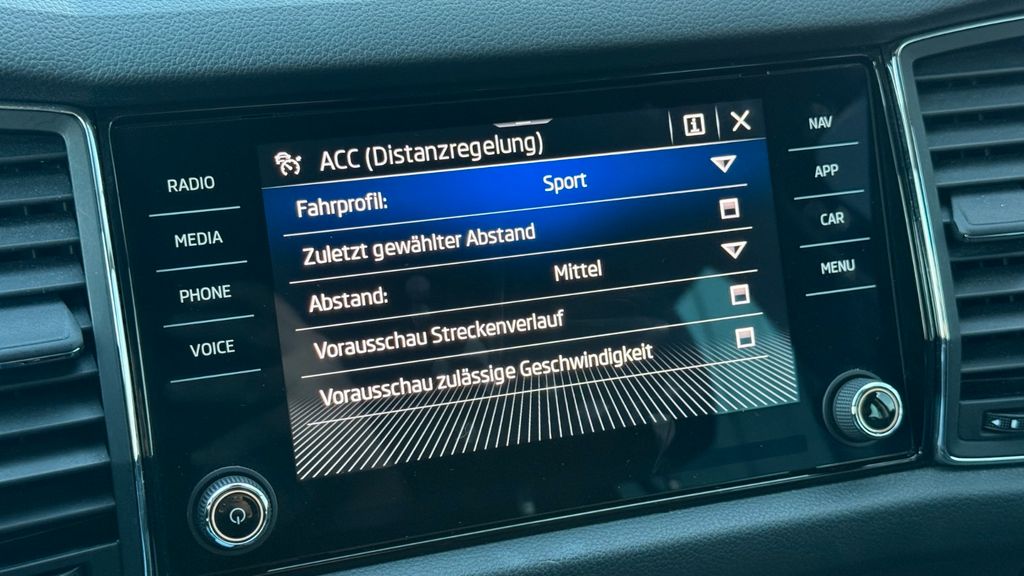 ACC (Distanzregelung)
Fahrprofil: Sport
Zuletzt gewählter Abstand
Abstand: Mittel
Vorausschau Streckenverlauf
Vorausschau zulässige Geschwindigkeit
RADIO
MEDIA
PHONE
VOICE
NAV
APP
CAR
MENU